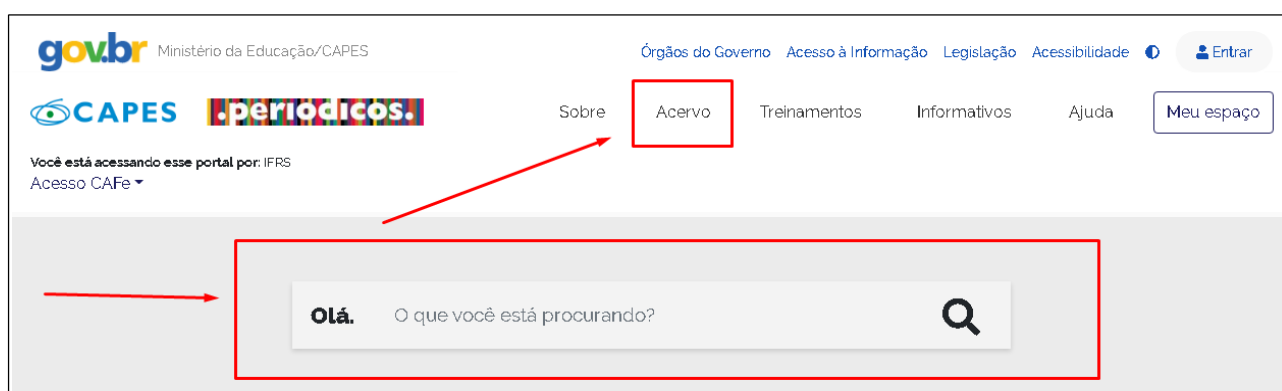 gov.br Ministério da Educação/CAPES Órgãos do Governo Acesso à Informação Legislação Acessibilidade Entrar
CAPES .periódicos. Sobre Acervo Treinamentos Informativos Ajuda Meu espaço
Você está acessando esse portal por: IFRS
Acesso CAFe
Olá. O que você está procurando?